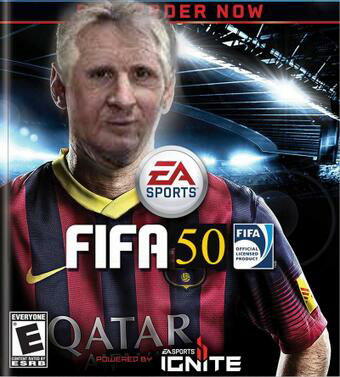 ORDER NOW
EA
SPORTS
FIFA 50
FIFA
OFFICIAL
LICENSED
PRODUCT
EVERYONE
E
CONTENT RATED BY
ESRB
QATAR
POWERED BY
EA SPORTS
IGNITE